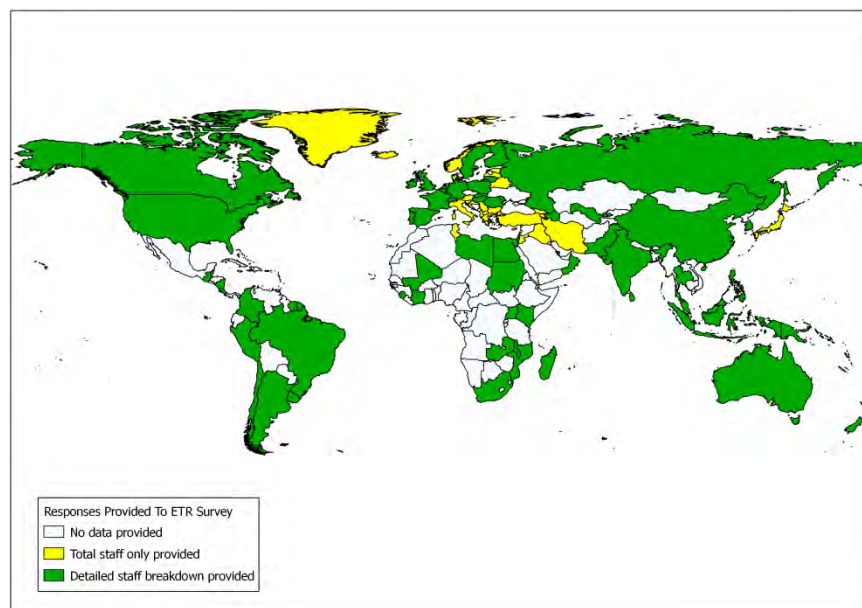 Responses Provided To ETR Survey
No data provided
Total staff only provided
Detailed staff breakdown provided